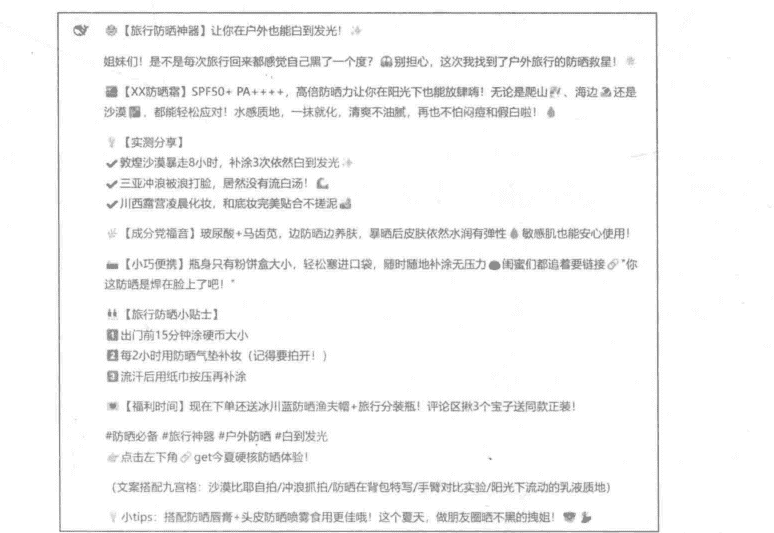 【旅行防晒神器】让你在户外也能白到发光！
姐妹们！是不是每次旅行回来都感觉自己黑了一个度？别担心，这次我找到了户外旅行的防晒救星！
【XX防晒霜】SPF50+ PA++++，高倍防晒力让你在阳光下也能放肆嗨！无论是爬山、海边还是
沙漠，都能轻松应对！水感质地，一抹就化，清爽不油腻，再也不怕闷痘和假白啦！
【实测分享】
✔敦煌沙漠暴走8小时，补涂3次依然白到发光
✔三亚冲浪被浪打脸，居然没有流白汤！
✔川西露营凌晨化妆，和底妆完美贴合不搓泥
【成分党福音】玻尿酸+马齿苋，边防晒边养肤，暴晒后皮肤依然水润有弹性敏感肌也能安心使用！
【小巧便携】瓶身只有粉饼盒大小，轻松塞进口袋，随时随地补涂无压力闺蜜们都追着要链接"你
这防晒是焊在脸上了吧！"
【旅行防晒小贴士】
1出门前15分钟涂硬币大小
2每2小时用防晒气垫补妆（记得要拍开！）
3流汗后用纸巾按压再补涂
【福利时间】现在下单还送冰川蓝防晒渔夫帽+旅行分装瓶！评论区揪3个宝子送同款正装！
#防晒必备 #旅行神器 #户外防晒 #白到发光
点击左下角get今夏硬核防晒体验！
（文案搭配九宫格：沙漠比耶自拍/冲浪抓拍/防晒在背包特写/手臂对比实验/阳光下流动的乳液质地）
小tips：搭配防晒唇膏+头皮防晒喷雾食用更佳哦！这个夏天，做朋友圈晒不黑的拽姐！